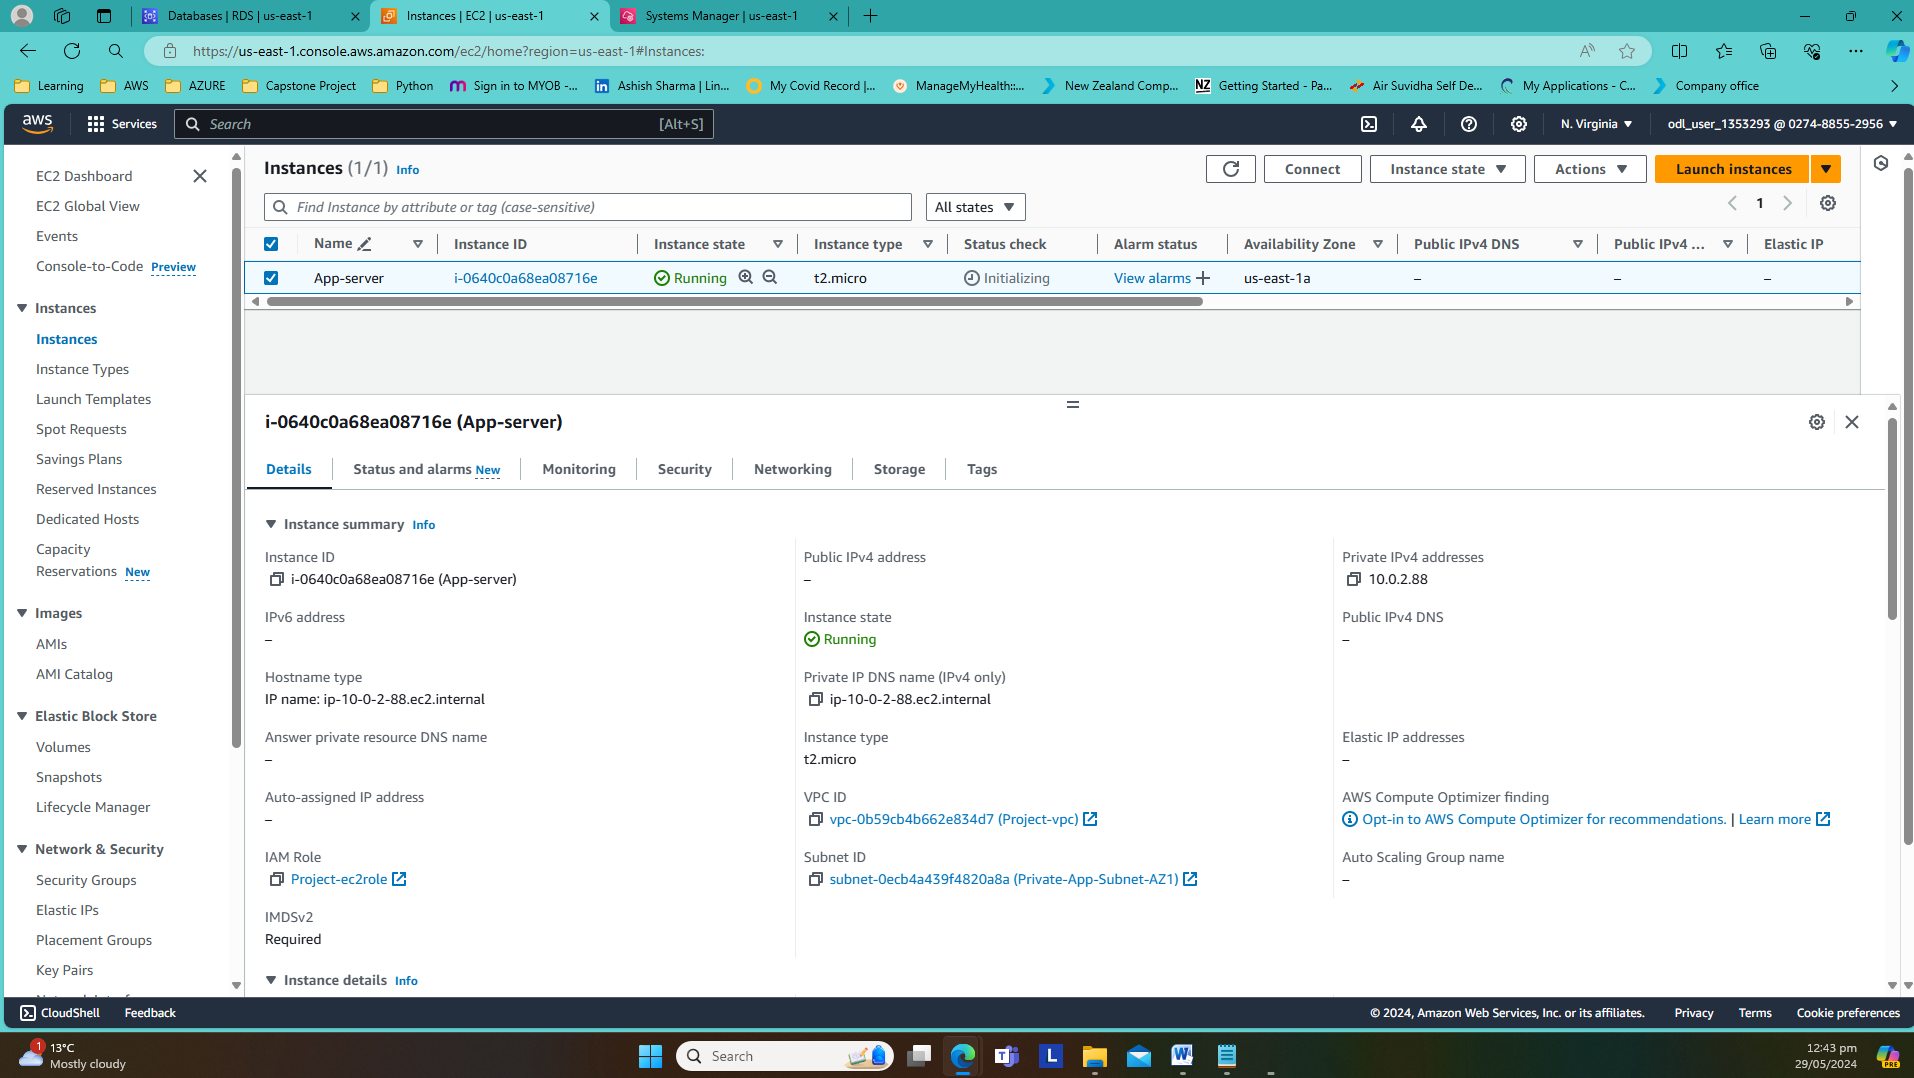 Databases | RDS | us-east-1
Instances | EC2 | us-east-1
Systems Manager | us-east-1
https://us-east-1.console.aws.amazon.com/ec2/home?region=us-east-1#Instances:
Learning
AWS
AZURE
Capstone Project
Python
Sign in to MYOB -...
Ashish Sharma | Lin...
My Covid Record |...
ManageMyHealth::...
New Zealand Comp...
NZ
Getting Started - Pa...
Air Suvidha Self De...
My Applications - C...
Company office
aws
Services
Search
[Alt+S]
N. Virginia
odl_user_1353293 @ 0274-8855-2956
EC2 Dashboard
EC2 Global View
Events
Console-to-Code Preview
Instances
Instances
Instance Types
Launch Templates
Spot Requests
Savings Plans
Reserved Instances
Dedicated Hosts
Capacity
Reservations New
Images
AMIs
AMI Catalog
Elastic Block Store
Volumes
Snapshots
Lifecycle Manager
Network & Security
Security Groups
Elastic IPs
Placement Groups
Key Pairs
Instances (1/1) Info
Connect
Instance state
Actions
Launch instances
Find Instance by attribute or tag (case-sensitive)
All states
1
Name
Instance ID
Instance state
Instance type
Status check
Alarm status
Availability Zone
Public IPv4 DNS
Public IPv4 ...
Elastic IP
App-server
i-0640c0a68ea08716e
Running
t2.micro
Initializing
View alarms
us-east-1a
–
–
–
i-0640c0a68ea08716e (App-server)
Details
Status and alarms New
Monitoring
Security
Networking
Storage
Tags
Instance summary Info
Instance ID
i-0640c0a68ea08716e (App-server)
Public IPv4 address
–
Private IPv4 addresses
10.0.2.88
IPv6 address
–
Instance state
Running
Public IPv4 DNS
–
Hostname type
IP name: ip-10-0-2-88.ec2.internal
Private IP DNS name (IPv4 only)
ip-10-0-2-88.ec2.internal
Answer private resource DNS name
–
Instance type
t2.micro
Elastic IP addresses
–
Auto-assigned IP address
–
VPC ID
vpc-0b59cb4b662e834d7 (Project-vpc)
AWS Compute Optimizer finding
Opt-in to AWS Compute Optimizer for recommendations. | Learn more
IAM Role
Project-ec2role
Subnet ID
subnet-0ecb4a439f4820a8a (Private-App-Subnet-AZ1)
Auto Scaling Group name
–
IMDSv2
Required
Instance details Info
CloudShell
Feedback
© 2024, Amazon Web Services, Inc. or its affiliates.
Privacy
Terms
Cookie preferences
1
13°C
Mostly cloudy
Search
L
12:43 pm
29/05/2024
PRE